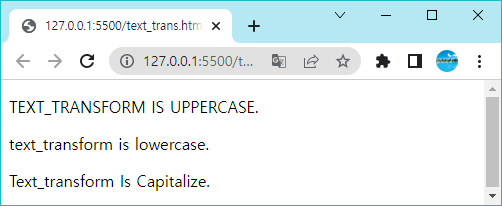 127.0.0.1:5500/text_trans.htm
127.0.0.1:5500/t...
TEXT_TRANSFORM IS UPPERCASE.
text_transform is lowercase.
Text_transform Is Capitalize.